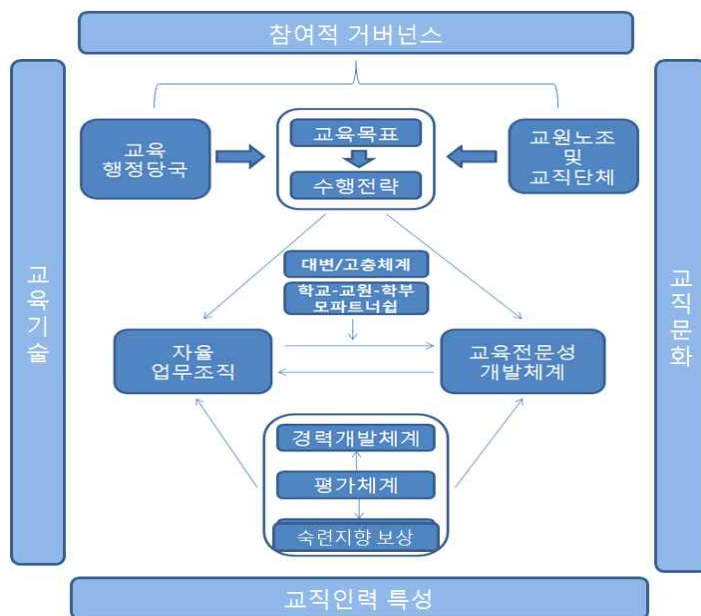 참여적 거버넌스
교육기술
교직문화
교육
행정당국
교육목표
수행전략
교원노조
및
교직단체
대변/고충체계
학교-교원-학부
모파트너쉽
자율
업무조직
교육전문성
개발체계
경력개발체계
평가체계
숙련지향 보상
교직인력 특성